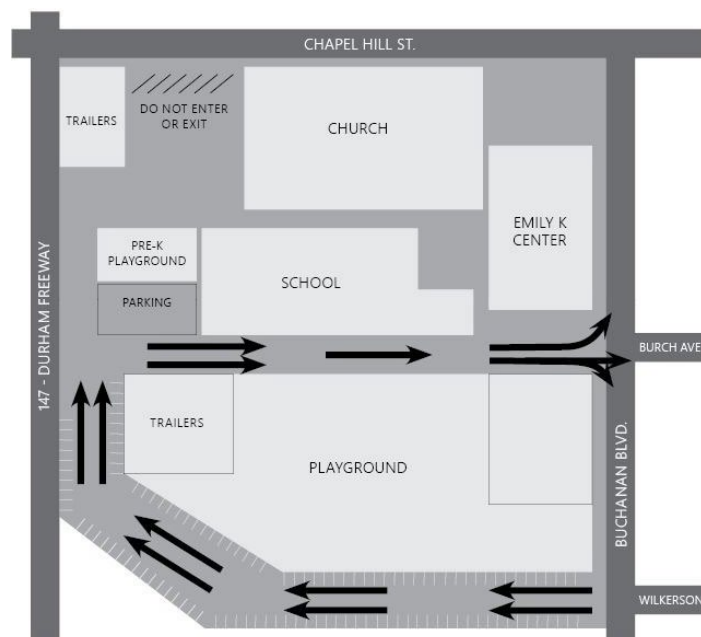 CHAPEL HILL ST.
TRAILERS
DO NOT ENTER
OR EXIT
CHURCH
EMILY K
CENTER
PRE-K
PLAYGROUND
SCHOOL
PARKING
147 - DURHAM FREEWAY
BURCH AVE
TRAILERS
PLAYGROUND
BUCHANAN BLVD.
WILKERSON